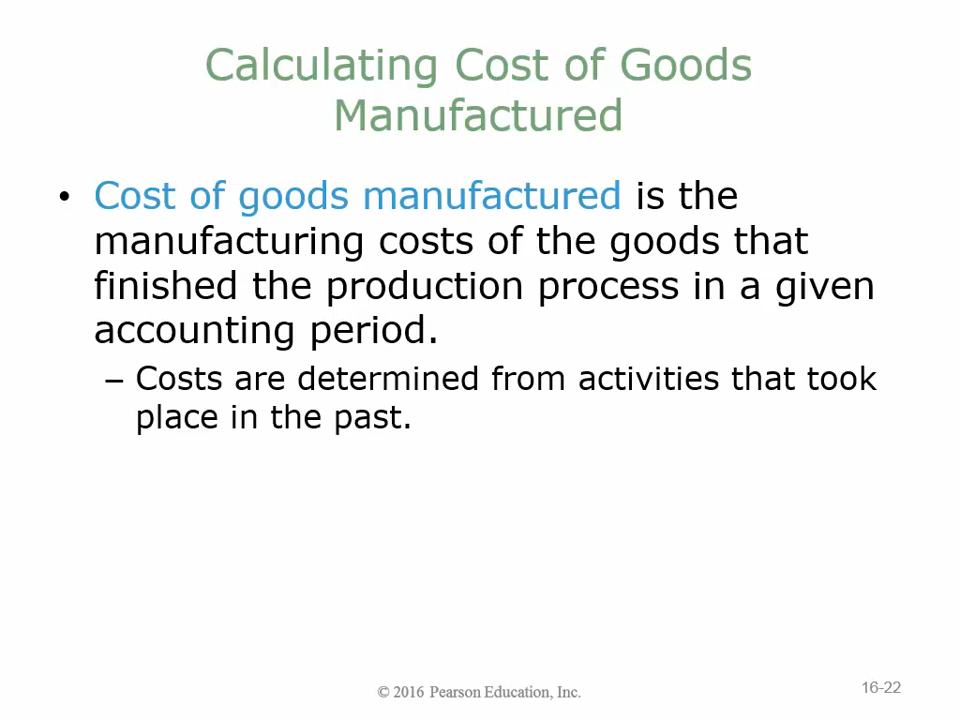 Calculating Cost of Goods
Manufactured
• Cost of goods manufactured is the
manufacturing costs of the goods that
finished the production process in a given
accounting period.
– Costs are determined from activities that took
place in the past.
© 2016 Pearson Education, Inc.
16-22